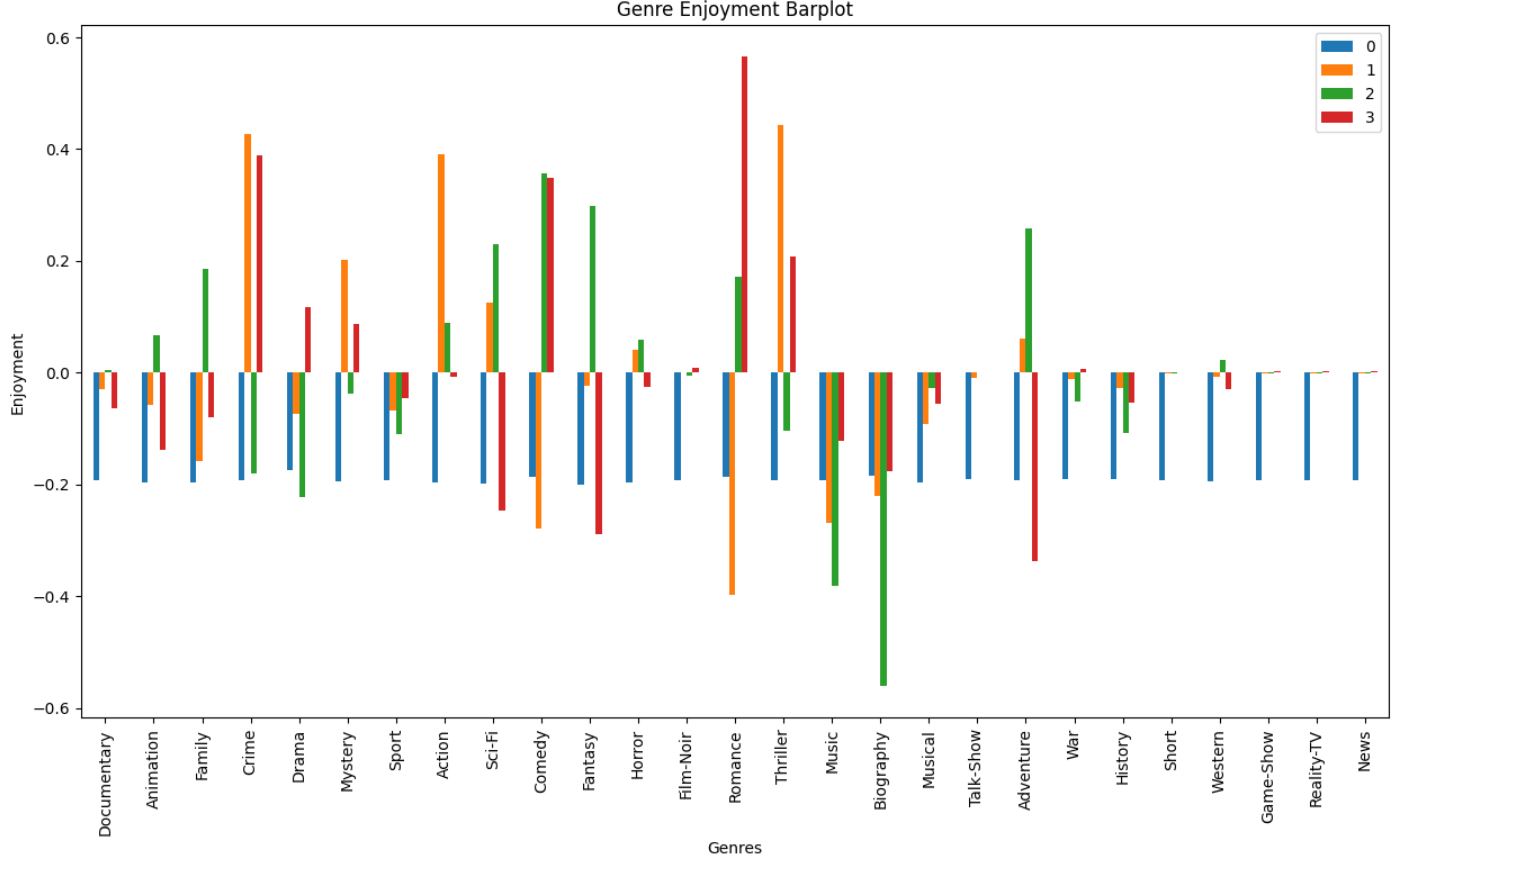 Genre Enjoyment Barplot
0.6
0.4
0.2
0.0
−0.2
−0.4
−0.6
Enjoyment
0
1
2
3
Documentary
Animation
Family
Crime
Drama
Mystery
Sport
Action
Sci-Fi
Comedy
Fantasy
Horror
Film-Noir
Romance
Thriller
Music
Biography
Musical
Talk-Show
Adventure
War
History
Short
Western
Game-Show
Reality-TV
News
Genres